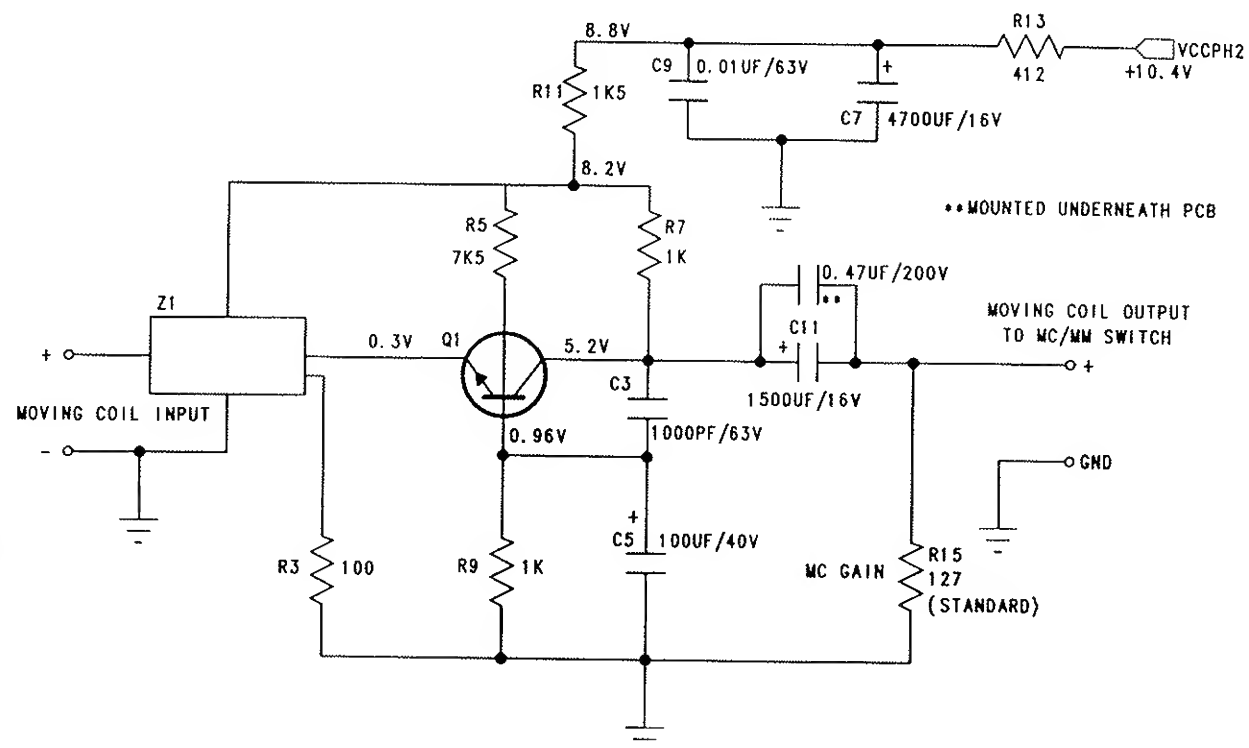 R13
8.8V
VCCPH2
C9 0.01UF/63V
+
412
+10.4V
R11 1K5
C7 4700UF/16V
8.2V
**MOUNTED UNDERNEATH PCB
R5
7K5
R7
1K
0.47UF/200V
**
Z1
MOVING COIL OUTPUT
TO MC/MM SWITCH
C11
+
+
0.3V
Q1
5.2V
+
C3
1500UF/16V
MOVING COIL INPUT
1000PF/63V
0.96V
-
GND
+
C5 100UF/40V
R3 100
R9 1K
MC GAIN
R15
127
(STANDARD)